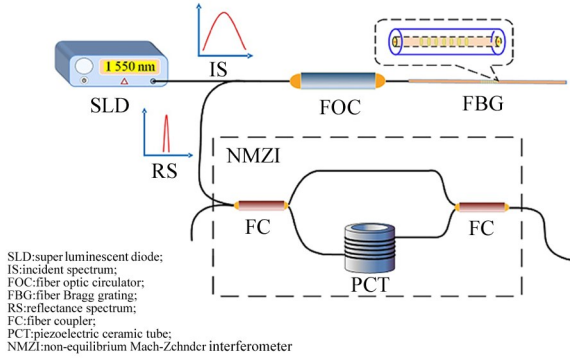 1 550 nm
SLD
IS
FOC
FBG
RS
NMZI
FC
FC
PCT
SLD:super luminescent diode;
IS:incident spectrum;
FOC:fiber optic circulator;
FBG:fiber Bragg grating;
RS:reflectance spectrum;
FC:fiber coupler;
PCT:piezoelectric ceramic tube;
NMZI:non-equilibrium Mach-Zchndcr interferometer